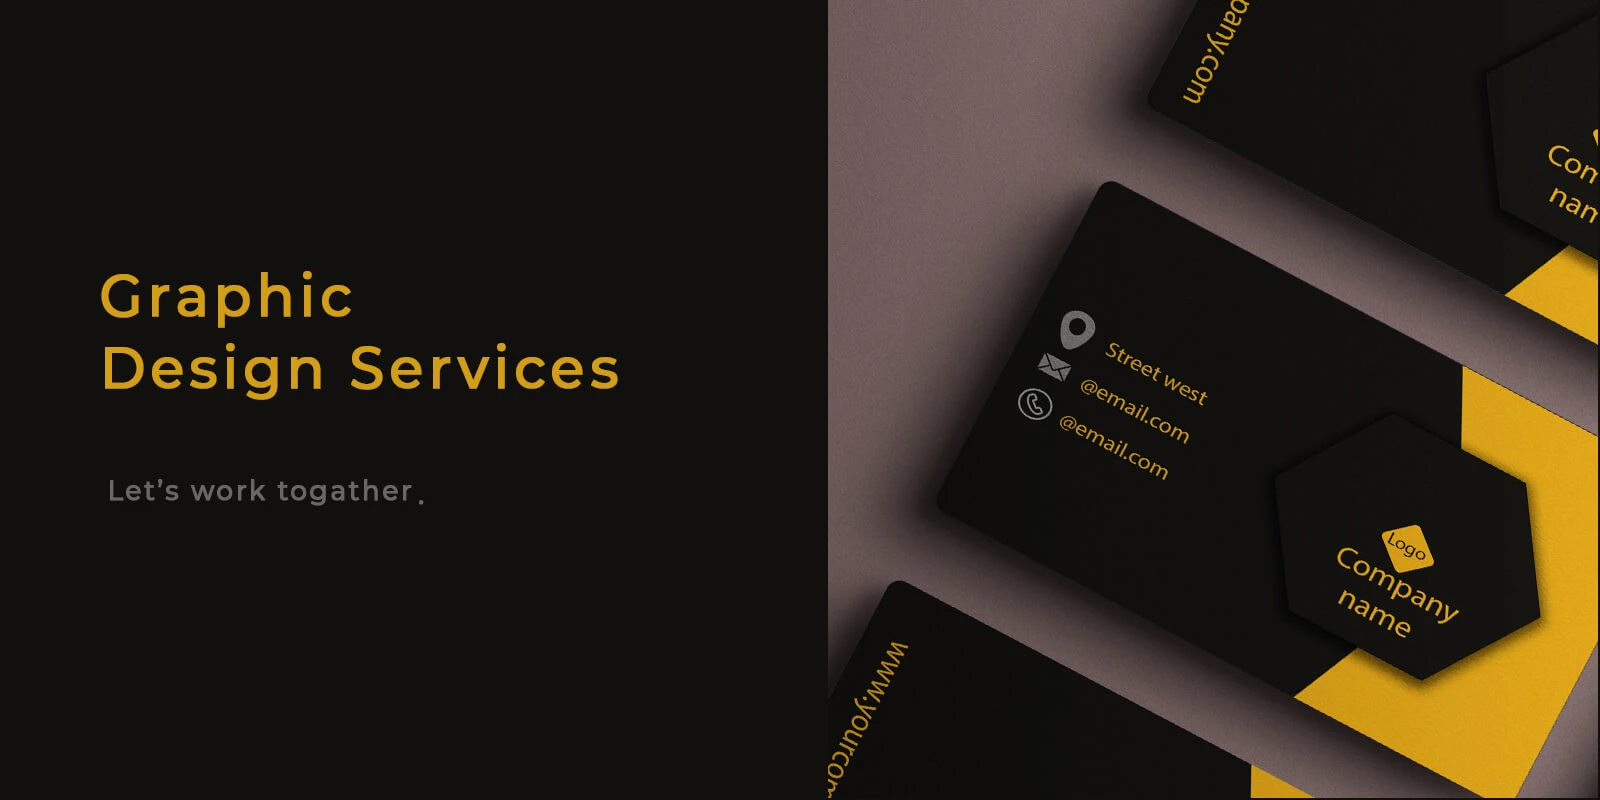 Graphic
Design Services
Let's work togather.
pany.com
Com
nam
Street west
@email.com
@email.com
Logo
Company
name
www.yourcom